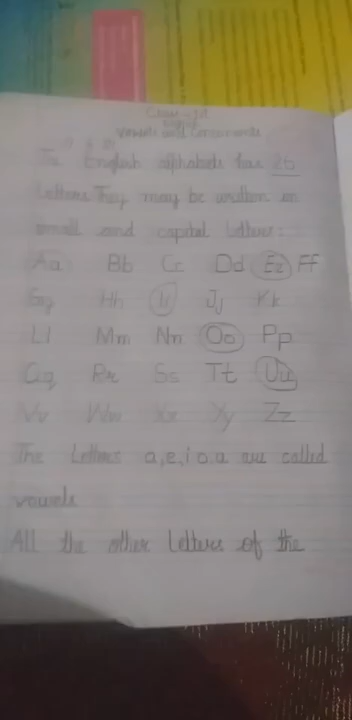 Vowels and Consonants
The English alphabets has 26
Letters. They may be written in
small and capital letters:
Aa Bb Cc Dd Ee Ff
Gg Hh Ii Jj Kk
Ll Mm Nn Oo Pp
Qq Rr Ss Tt Uu
Vv Ww Xx Yy Zz
The Letters a,e,i o,u are called
vowels
All the other Letters of the